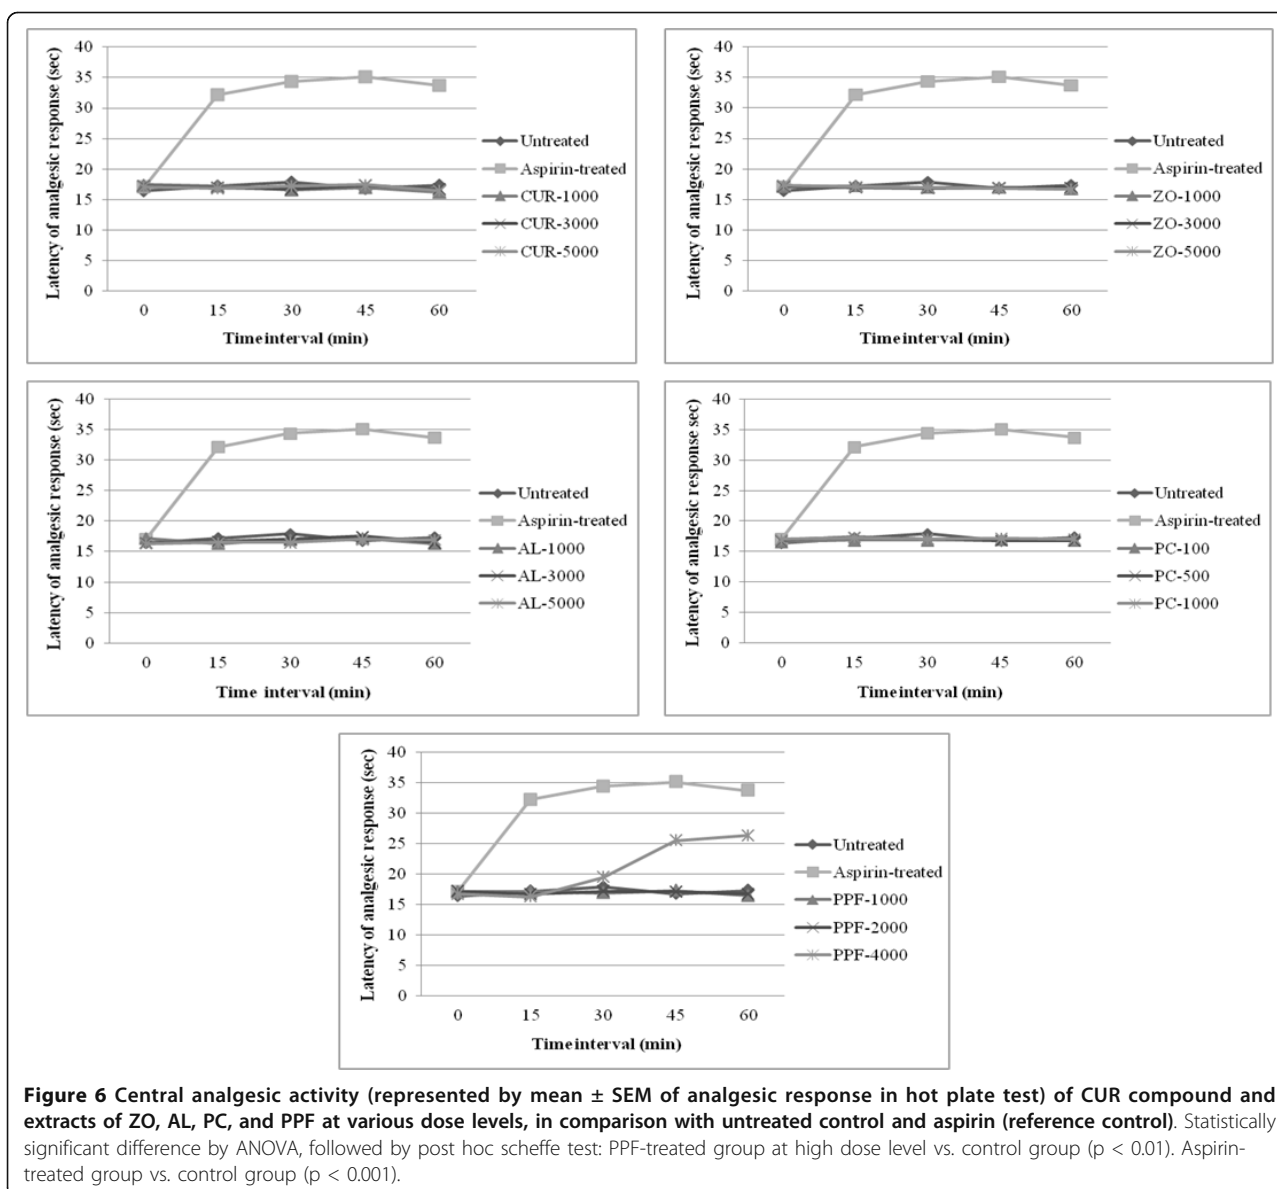 Latency of analgesic response (sec)
40
35
30
25
20
15
10
5
0
0 15 30 45 60
Time interval (min)
Untreated
Aspirin-treated
CUR-1000
CUR-3000
CUR-5000
Latency of analgesic response (sec)
40
35
30
25
20
15
10
5
0
0 15 30 45 60
Time interval (min)
Untreated
Aspirin-treated
ZO-1000
ZO-3000
ZO-5000
Latency of analgesic response (sec)
40
35
30
25
20
15
10
5
0
0 15 30 45 60
Time interval (min)
Untreated
Aspirin-treated
AL-1000
AL-3000
AL-5000
Latency of analgesic response sec)
40
35
30
25
20
15
10
5
0
0 15 30 45 60
Time interval (min)
Untreated
Aspirin-treated
PC-100
PC-500
PC-1000
Latency of analgesic response (sec)
40
35
30
25
20
15
10
5
0
0 15 30 45 60
Time interval (min)
Untreated
Aspirin-treated
PPF-1000
PPF-2000
PPF-4000
Figure 6 Central analgesic activity (represented by mean ± SEM of analgesic response in hot plate test) of CUR compound and
extracts of ZO, AL, PC, and PPF at various dose levels, in comparison with untreated control and aspirin (reference control). Statistically
significant difference by ANOVA, followed by post hoc scheffe test: PPF-treated group at high dose level vs. control group (p < 0.01). Aspirin-
treated group vs. control group (p < 0.001).